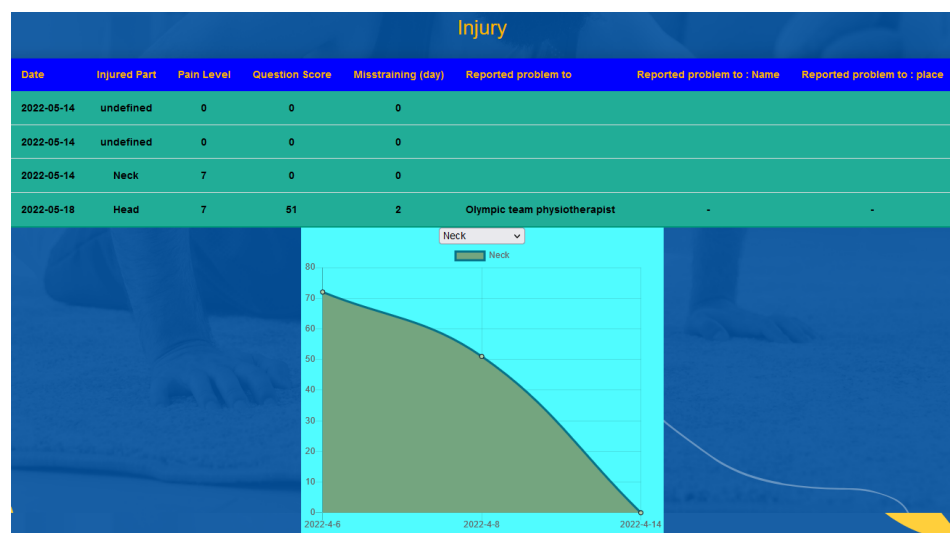 Injury
Date Injured Part Pain Level Question Score Misstraining (day) Reported problem to Reported problem to : Name Reported problem to : place
2022-05-14 undefined 0 0 0
2022-05-14 undefined 0 0 0
2022-05-14 Neck 7 0 0
2022-05-18 Head 7 51 2 Olympic team physiotherapist - -
Neck
Neck
80
70
60
50
40
30
20
10
0
2022-4-6 2022-4-8 2022-4-14